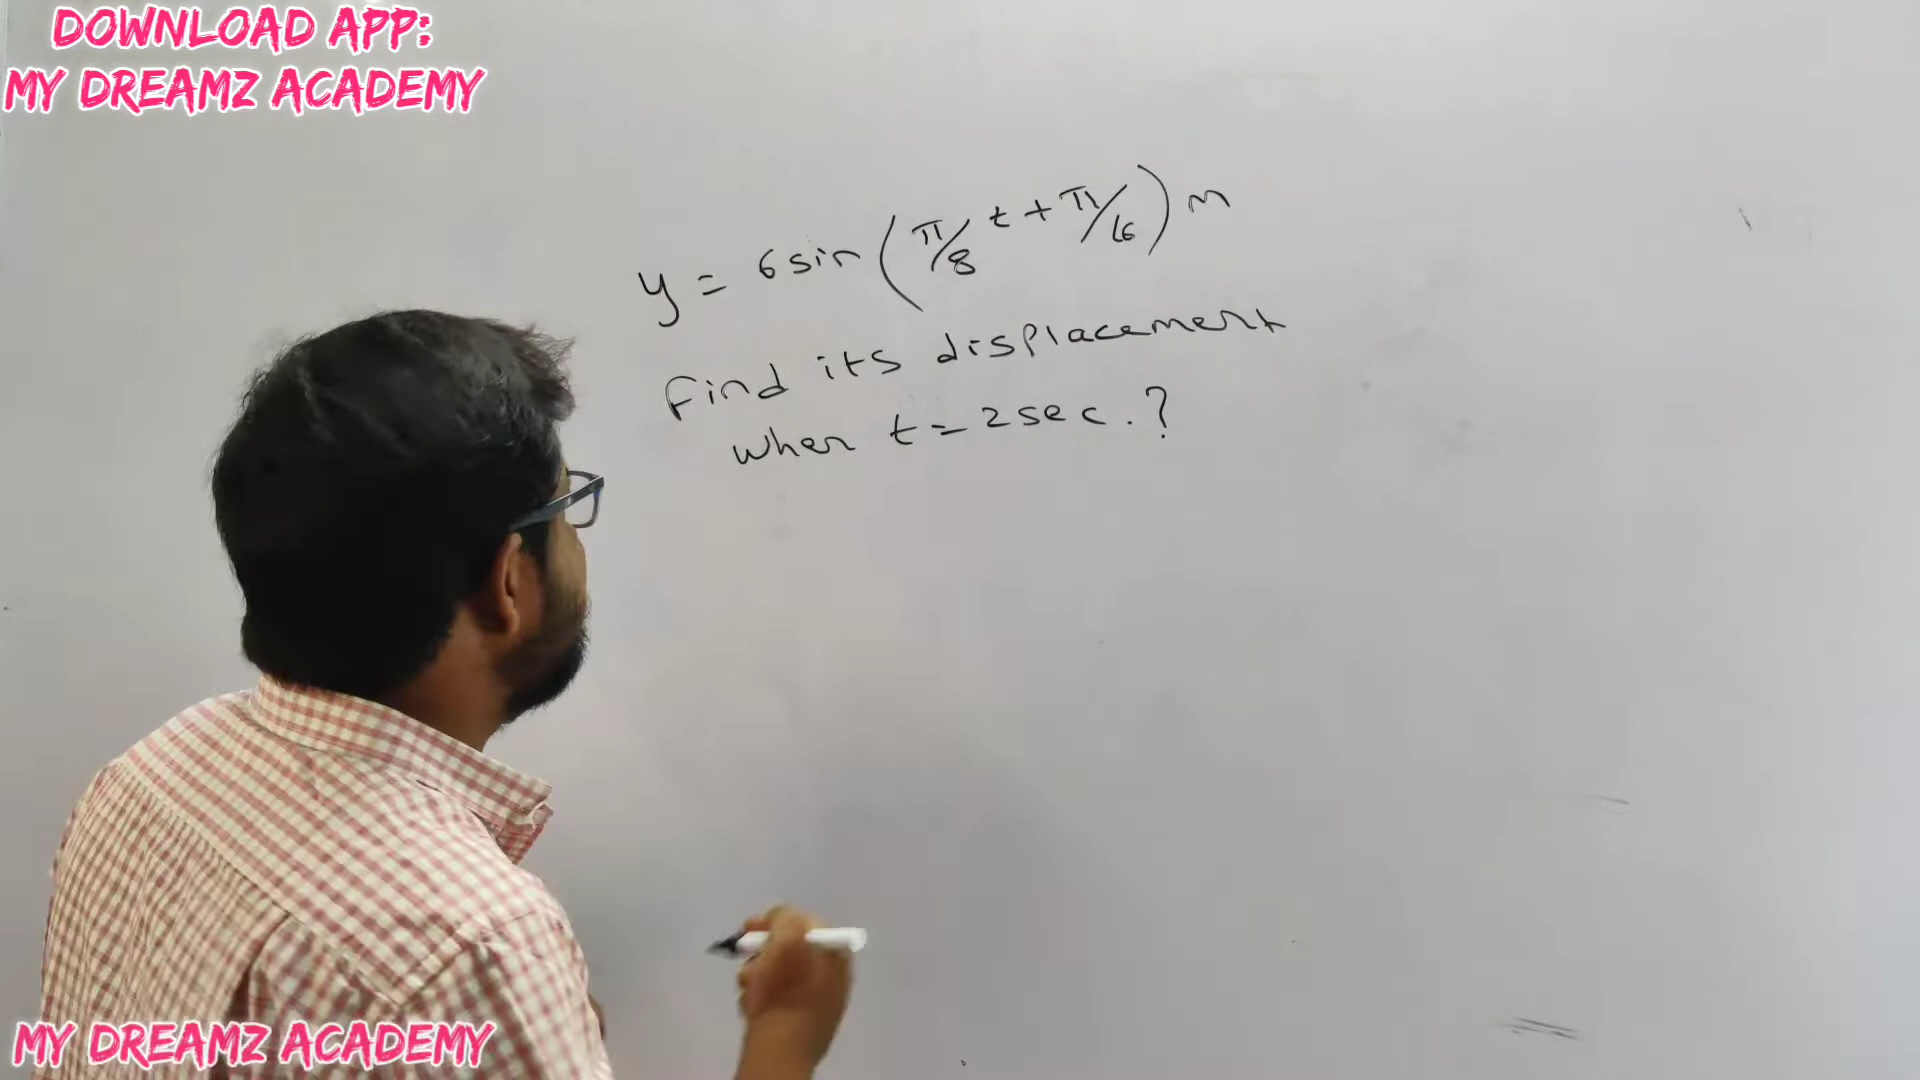 DOWNLOAD APP:
MY DREAMZ ACADEMY
y = 6 sin (π/8 t + π/16) m
Find its displacement
when t = 2 sec. ?
MY DREAMZ ACADEMY